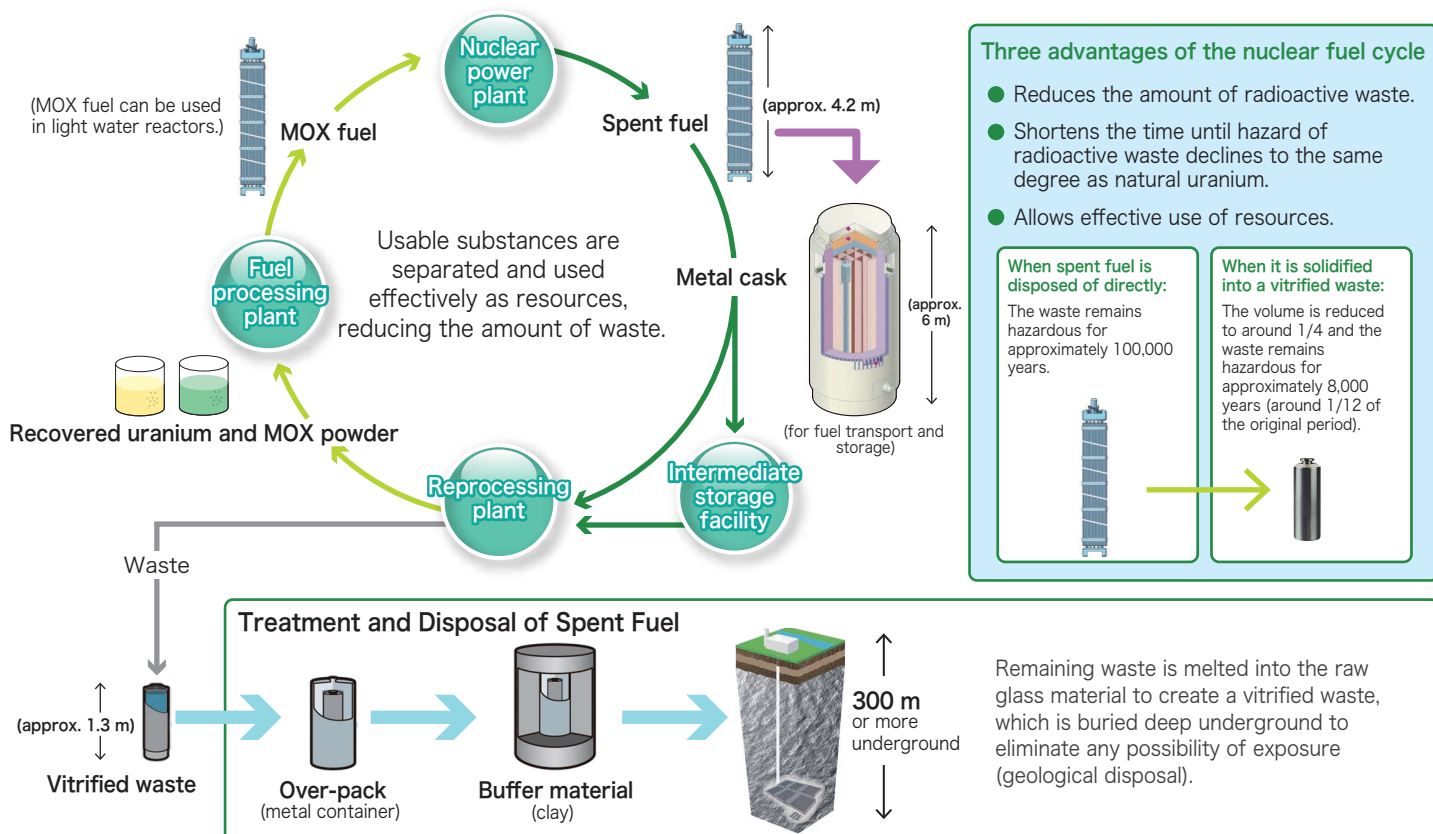 Nuclear
power
plant
(MOX fuel can be used
in light water reactors.)
MOX fuel
Spent fuel
(approx. 4.2 m)
Fuel
processing
plant
Usable substances are
separated and used
effectively as resources,
reducing the amount of waste.
Metal cask
(approx.
6 m)
(for fuel transport and
storage)
Recovered uranium and MOX powder
Reprocessing
plant
Intermediate
storage
facility
Three advantages of the nuclear fuel cycle
● Reduces the amount of radioactive waste.
● Shortens the time until hazard of
radioactive waste declines to the same
degree as natural uranium.
● Allows effective use of resources.
When spent fuel is
disposed of directly:
The waste remains
hazardous for
approximately 100,000
years.
When it is solidified
into a vitrified waste:
The volume is reduced
to around 1/4 and the
waste remains
hazardous for
approximately 8,000
years (around 1/12 of
the original period).
Waste
(approx. 1.3 m)
Vitrified waste
Treatment and Disposal of Spent Fuel
Over-pack
(metal container)
Buffer material
(clay)
300 m
or more
underground
Remaining waste is melted into the raw
glass material to create a vitrified waste,
which is buried deep underground to
eliminate any possibility of exposure
(geological disposal).